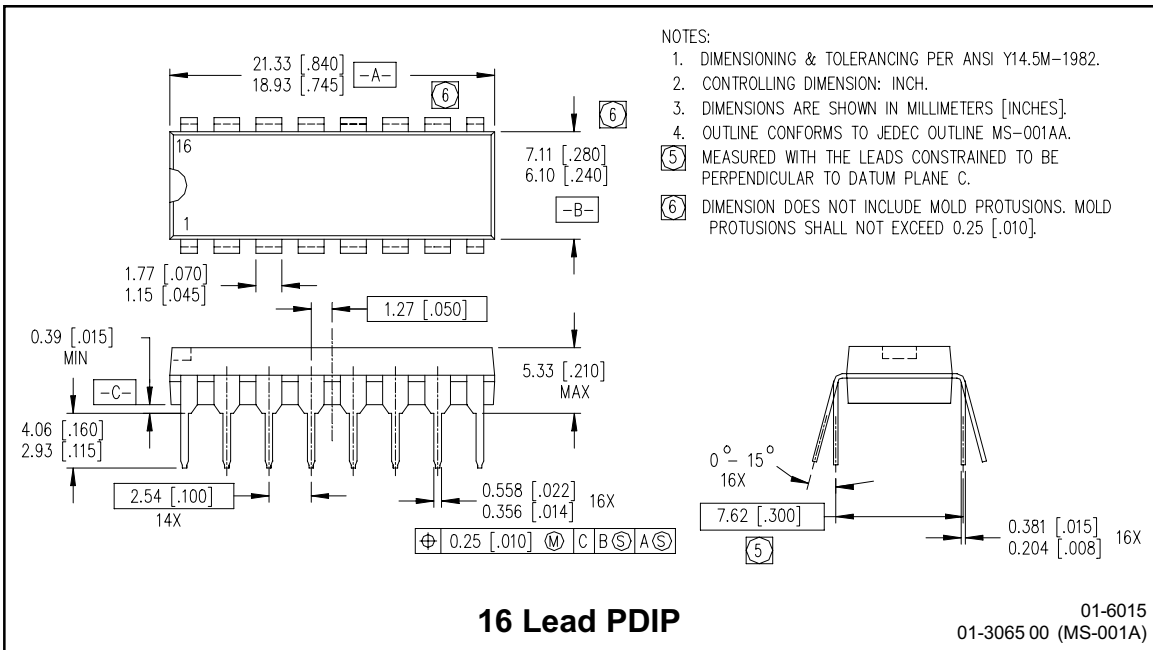 21.33 [.840]
18.93 [.745]
-A-
6
6
16
1
7.11 [.280]
6.10 [.240]
-B-
NOTES:
1. DIMENSIONING & TOLERANCING PER ANSI Y14.5M-1982.
2. CONTROLLING DIMENSION: INCH.
3. DIMENSIONS ARE SHOWN IN MILLIMETERS [INCHES].
4. OUTLINE CONFORMS TO JEDEC OUTLINE MS-001AA.
5 MEASURED WITH THE LEADS CONSTRAINED TO BE
PERPENDICULAR TO DATUM PLANE C.
6 DIMENSION DOES NOT INCLUDE MOLD PROTUSIONS. MOLD
PROTUSIONS SHALL NOT EXCEED 0.25 [.010].
1.77 [.070]
1.15 [.045]
1.27 [.050]
0.39 [.015]
MIN
-C-
5.33 [.210]
MAX
4.06 [.160]
2.93 [.115]
2.54 [.100]
14X
0.558 [.022]
0.356 [.014]
16X
⌖ 0.25 [.010] Ⓜ C B Ⓢ A Ⓢ
0° - 15°
16X
7.62 [.300]
5
0.381 [.015]
0.204 [.008]
16X
16 Lead PDIP
01-6015
01-3065 00 (MS-001A)